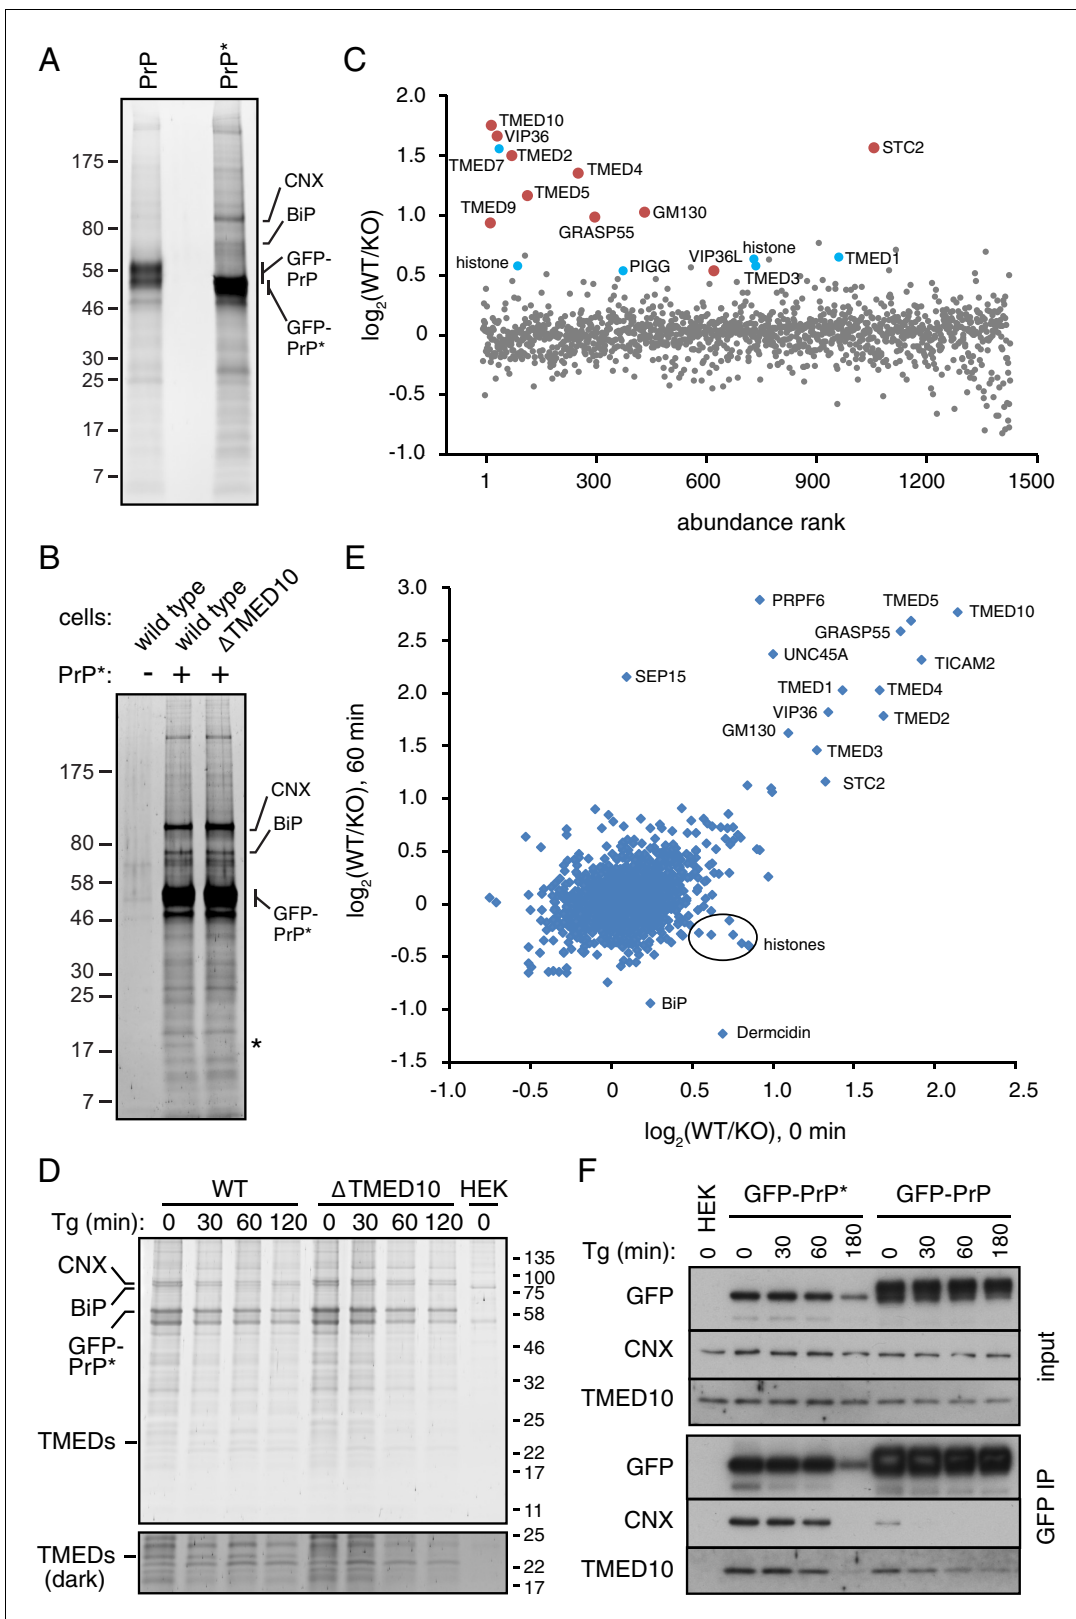 A
PrP
PrP*
175
80
58
46
30
25
17
7
CNX
BiP
GFP-
PrP
GFP-
PrP*
C
log2(WT/KO)
2.0
1.5
1.0
0.5
0
-0.5
-1.0
TMED10
VIP36
TMED7
TMED2
TMED4
TMED5
TMED9
GRASP55
GM130
STC2
histone
PIGG
VIP36L
histone
TMED3
TMED1
1
300
600
900
1200
1500
abundance rank
B
cells:
wild type
wild type
ΔTMED10
PrP*:
-
+
+
175
80
58
46
30
25
17
7
CNX
BiP
GFP-
PrP*
*
E
log2(WT/KO), 60 min
3.0
2.5
2.0
1.5
1.0
0.5
0
-0.5
-1.0
-1.5
PRPF6
TMED5
TMED10
GRASP55
UNC45A
TICAM2
SEP15
TMED1
TMED4
VIP36
TMED2
GM130
TMED3
STC2
histones
BiP
Dermcidin
-1.0
-0.5
0
0.5
1.0
1.5
2.0
2.5
log2(WT/KO), 0 min
D
WT
Δ TMED10
HEK
Tg (min):
0 30 60 120 0 30 60 120 0
CNX
BiP
GFP-
PrP*
TMEDs
135
100
75
58
46
32
25
22
17
11
TMEDs
(dark)
25
22
17
F
HEK
GFP-PrP*
GFP-PrP
Tg (min):
0 0 30 60 180 0 30 60 180
GFP
CNX
TMED10
input
GFP
CNX
TMED10
GFP IP